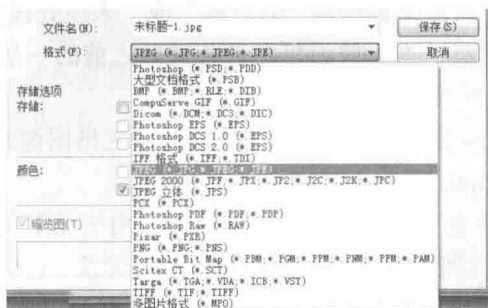 文件名(N):
未标题-1.jpg
保存(S)
格式(F):
JPEG (*.JPG;*.JPEG;*.JPE)
取消
Photoshop (*.PSD;*.PDD)
大型文档格式 (*.PSB)
存储选项
BMP (*.BMP;*.RLE;*.DIB)
存储:
CompuServe GIF (*.GIF)
Dicom (*.DCM;*.DC3;*.DIC)
Photoshop EPS (*.EPS)
Photoshop DCS 1.0 (*.EPS)
Photoshop DCS 2.0 (*.EPS)
IFF 格式 (*.IFF;*.TDI)
颜色:
JPEG (*.JPG;*.JPEG;*.JPE)
JPEG 2000 (*.JPF;*.JPX;*.JP2;*.J2C;*.J2K;*.JPC)
JPEG 立体 (*.JPS)
PCX (*.PCX)
Photoshop PDF (*.PDF;*.PDP)
缩览图(T)
Photoshop Raw (*.RAW)
Pixar (*.PXR)
PNG (*.PNG;*.PNS)
Portable Bit Map (*.PBM;*.PGM;*.PPM;*.PNM;*.PFM;*.PAM)
Scitex CT (*.SCT)
Targa (*.TGA;*.VDA;*.ICB;*.VST)
TIFF (*.TIF;*.TIFF)
多图片格式 (*.MPO)